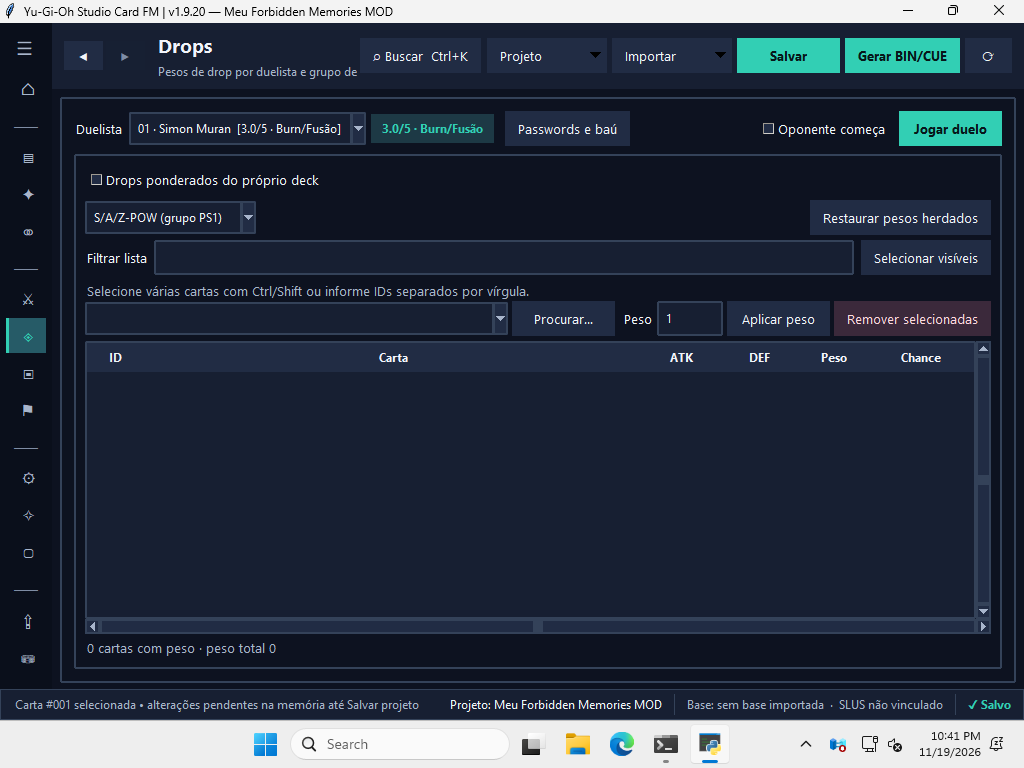 Yu-Gi-Oh Studio Card FM | v1.9.20 — Meu Forbidden Memories MOD
Drops
Pesos de drop por duelista e grupo de
Buscar Ctrl+K
Projeto
Importar
Salvar
Gerar BIN/CUE
Duelista
01 · Simon Muran [3.0/5 · Burn/Fusão]
3.0/5 · Burn/Fusão
Passwords e baú
Oponente começa
Jogar duelo
Drops ponderados do próprio deck
S/A/Z-POW (grupo PS1)
Restaurar pesos herdados
Filtrar lista
Selecionar visíveis
Selecione várias cartas com Ctrl/Shift ou informe IDs separados por vírgula.
Procurar...
Peso
1
Aplicar peso
Remover selecionadas
ID Carta ATK DEF Peso Chance
0 cartas com peso · peso total 0
Carta #001 selecionada • alterações pendentes na memória até Salvar projeto
Projeto: Meu Forbidden Memories MOD
Base: sem base importada · SLUS não vinculado
✓ Salvo
Search
10:41 PM
11/19/2026